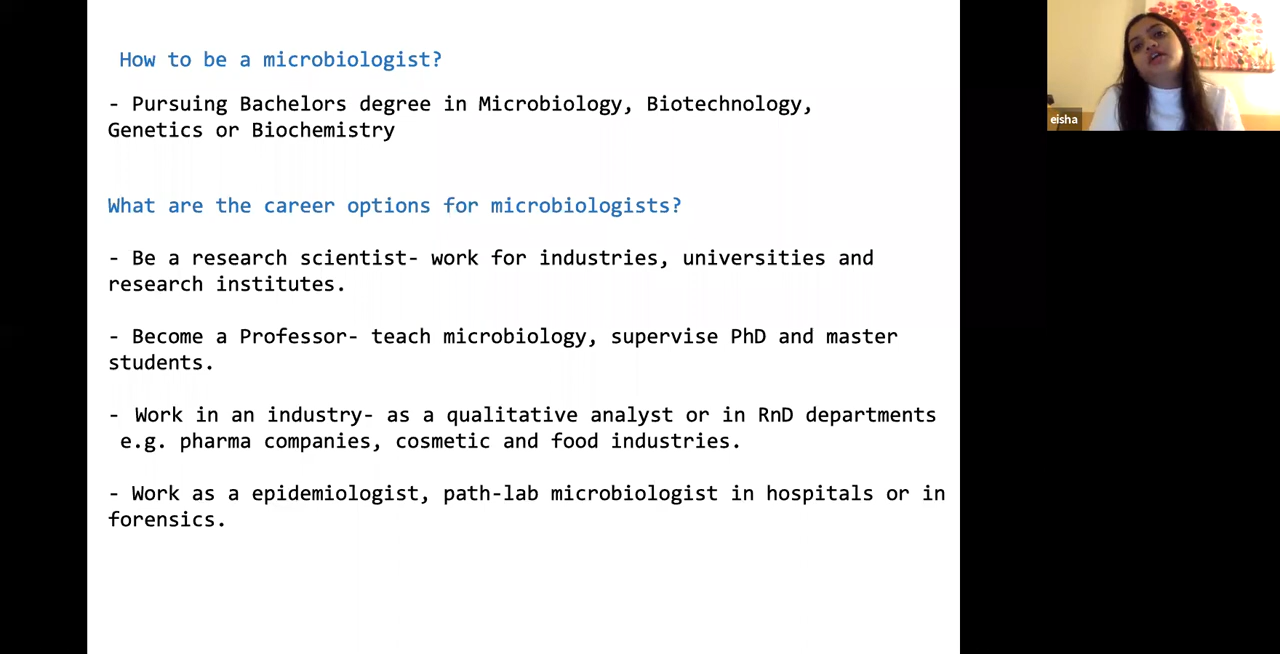 How to be a microbiologist?
- Pursuing Bachelors degree in Microbiology, Biotechnology,
Genetics or Biochemistry
What are the career options for microbiologists?
- Be a research scientist- work for industries, universities and
research institutes.
- Become a Professor- teach microbiology, supervise PhD and master
students.
- Work in an industry- as a qualitative analyst or in RnD departments
e.g. pharma companies, cosmetic and food industries.
- Work as a epidemiologist, path-lab microbiologist in hospitals or in
forensics.
eisha